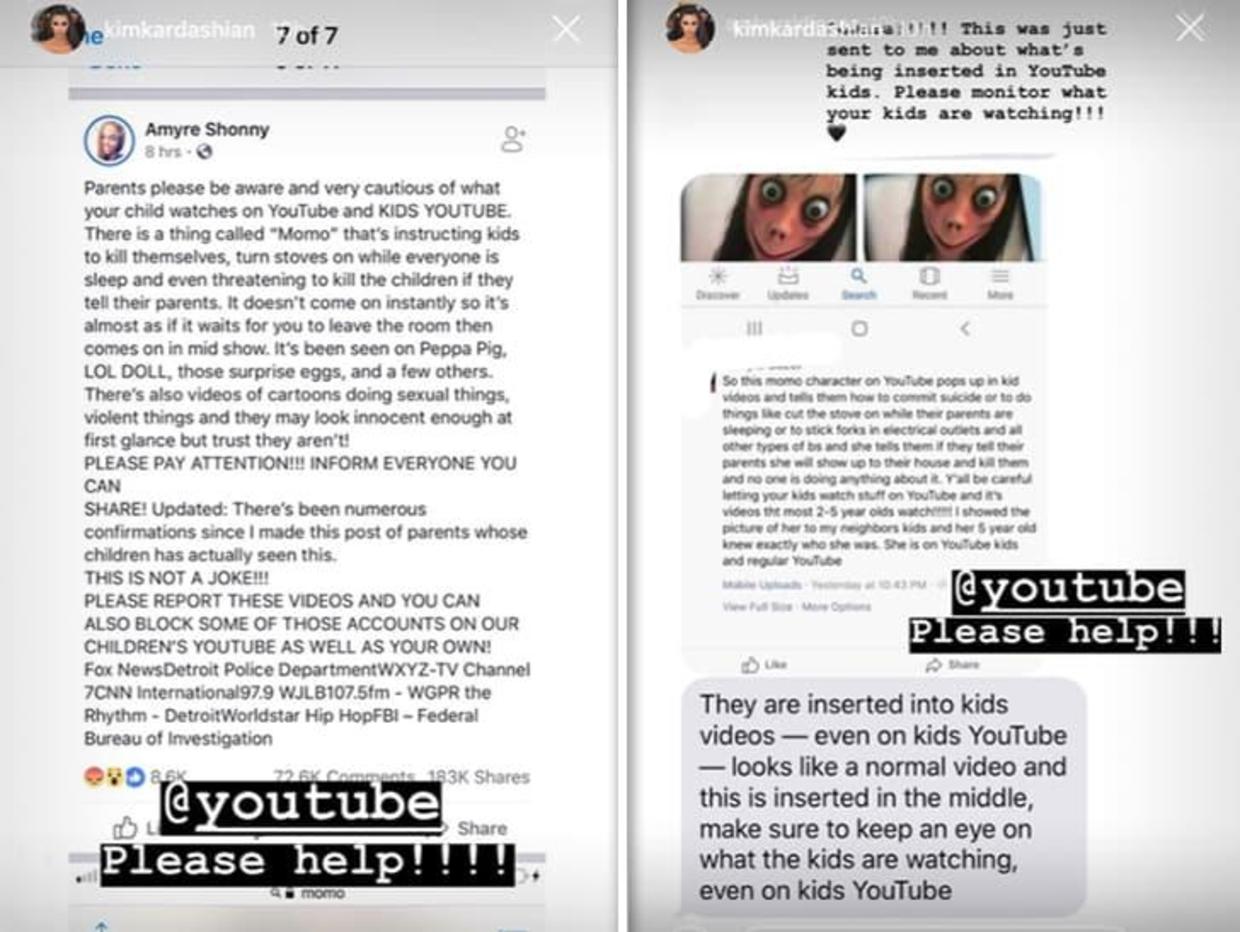 kimkardashian
7 of 7
Amyre Shonny
8 hrs ·
Parents please be aware and very cautious of what
your child watches on YouTube and KIDS YOUTUBE.
There is a thing called "Momo" that's instructing kids
to kill themselves, turn stoves on while everyone is
sleep and even threatening to kill the children if they
tell their parents. It doesn't come on instantly so it's
almost as if it waits for you to leave the room then
comes on in mid show. It's been seen on Peppa Pig,
LOL DOLL, those surprise eggs, and a few others.
There's also videos of cartoons doing sexual things,
violent things and they may look innocent enough at
first glance but trust they aren't!
PLEASE PAY ATTENTION!!! INFORM EVERYONE YOU
CAN
SHARE! Updated: There's been numerous
confirmations since I made this post of parents whose
children has actually seen this.
THIS IS NOT A JOKE!!!
PLEASE REPORT THESE VIDEOS AND YOU CAN
ALSO BLOCK SOME OF THOSE ACCOUNTS ON OUR
CHILDREN'S YOUTUBE AS WELL AS YOUR OWN!
Fox NewsDetroit Police DepartmentWXYZ-TV Channel
7CNN International97.9 WJLB107.5fm - WGPR the
Rhythm - DetroitWorldstar Hip HopFBI – Federal
Bureau of Investigation
8.6K 72.6K Comments 183K Shares
@youtube
Share
Please help!!!!
momo
kimkardashian
This was just
sent to me about what's
being inserted in YouTube
kids. Please monitor what
your kids are watching!!!
Discover Updates Search Recent More
So this momo character on YouTube pops up in kid
videos and tells them how to commit suicide or to do
things like cut the stove on while their parents are
sleeping or to stick forks in electrical outlets and all
other types of bs and she tells them if they tell their
parents she will show up to their house and kill them
and no one is doing anything about it. Y'all be careful
letting your kids watch stuff on YouTube and it's
videos tht most 2-5 year olds watch!!!!! I showed the
picture of her to my neighbors kids and her 5 year old
knew exactly who she was. She is on YouTube kids
and regular YouTube
Mobile Uploads · Yesterday at 10:43 PM ·
View Full Size · More Options
@youtube
Please help!!!
Like Share
They are inserted into kids
videos — even on kids YouTube
— looks like a normal video and
this is inserted in the middle,
make sure to keep an eye on
what the kids are watching,
even on kids YouTube